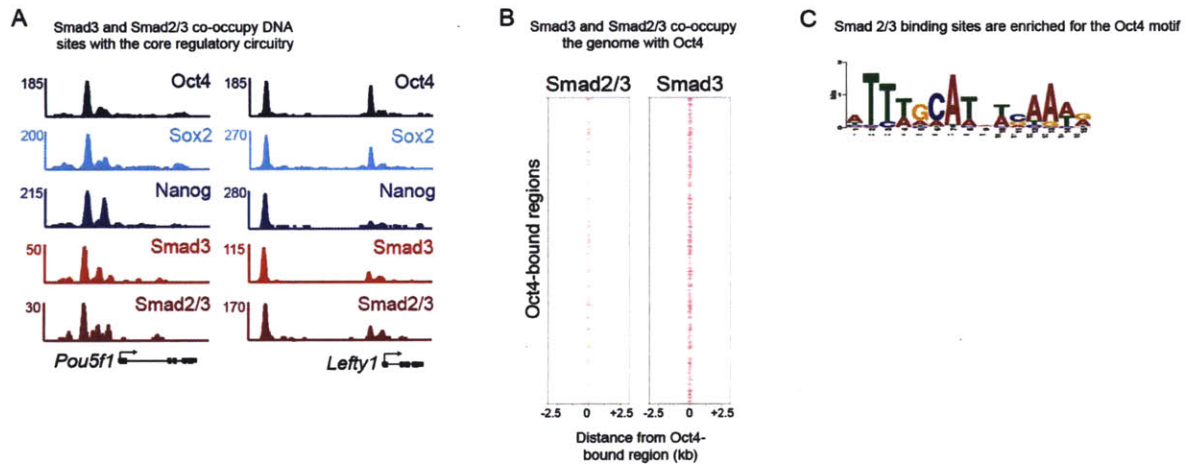 A
Smad3 and Smad2/3 co-occupy DNA
sites with the core regulatory circuitry
185
Oct4
185
Oct4
200
Sox2
270
Sox2
215
Nanog
280
Nanog
50
Smad3
115
Smad3
30
Smad2/3
170
Smad2/3
Pou5f1
Lefty1
B
Smad3 and Smad2/3 co-occupy
the genome with Oct4
Smad2/3 Smad3
Oct4-bound regions
-2.5 0 +2.5 -2.5 0 +2.5
Distance from Oct4-
bound region (kb)
C
Smad 2/3 binding sites are enriched for the Oct4 motif